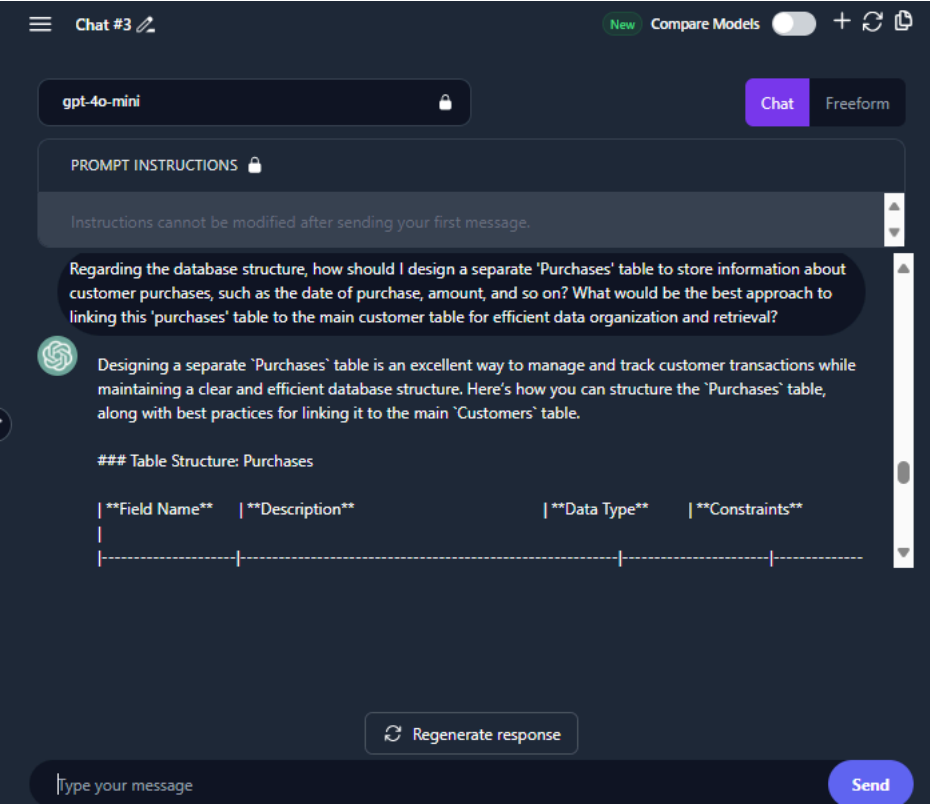 Chat #3
New Compare Models
gpt-4o-mini
Chat Freeform
PROMPT INSTRUCTIONS
Instructions cannot be modified after sending your first message.
Regarding the database structure, how should I design a separate 'Purchases' table to store information about
customer purchases, such as the date of purchase, amount, and so on? What would be the best approach to
linking this 'purchases' table to the main customer table for efficient data organization and retrieval?
Designing a separate `Purchases` table is an excellent way to manage and track customer transactions while
maintaining a clear and efficient database structure. Here's how you can structure the `Purchases` table,
along with best practices for linking it to the main `Customers` table.
### Table Structure: Purchases
| **Field Name** | **Description** | **Data Type** | **Constraints**
|
|---------------------|-----------------------------------------------------------|-----------------------|--------------
Regenerate response
Type your message
Send